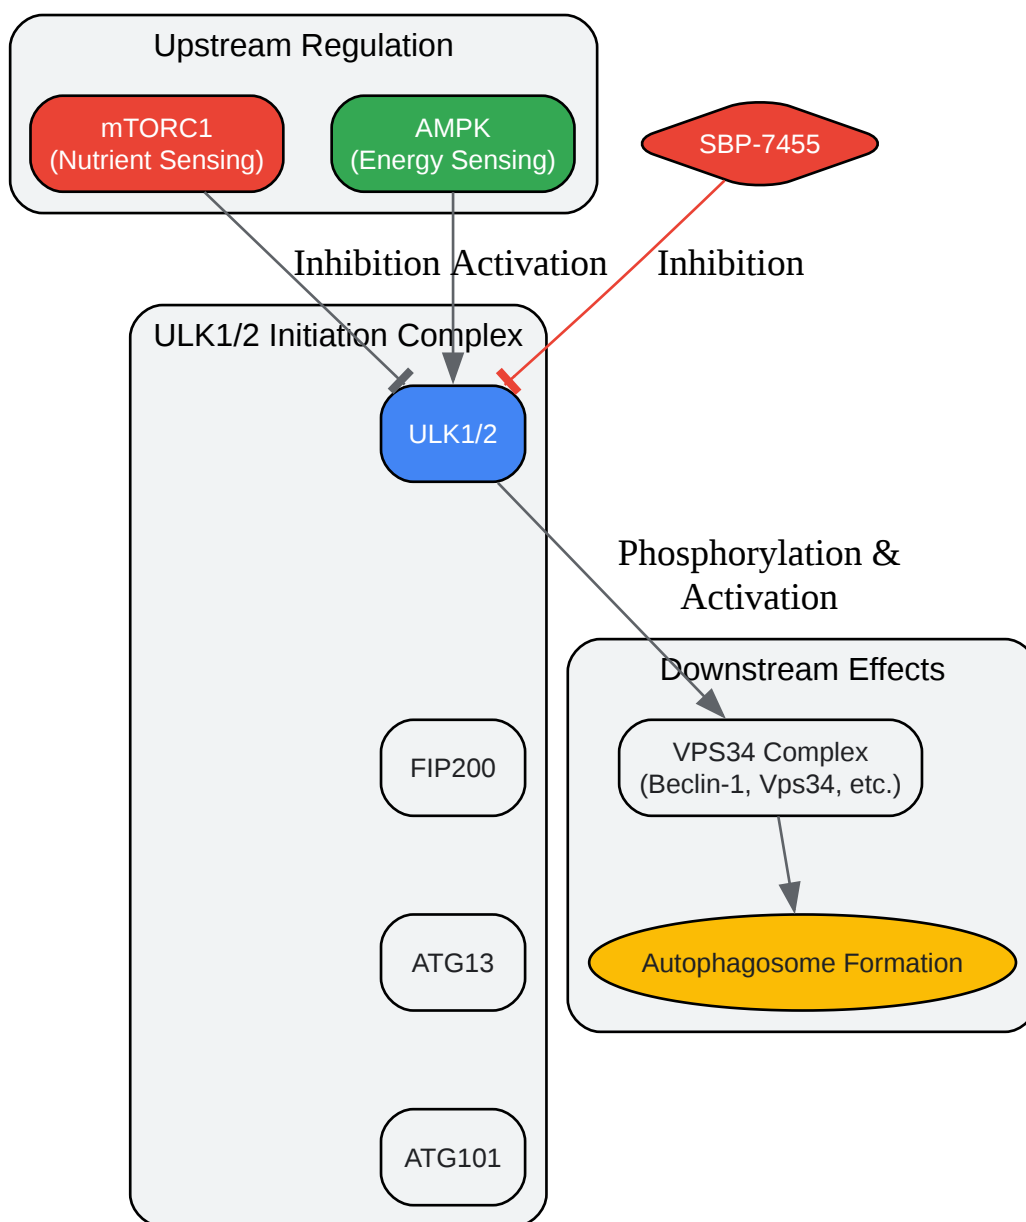 Upstream Regulation
mTORC1
(Nutrient Sensing)
AMPK
(Energy Sensing)
SBP-7455
Inhibition
Activation
Inhibition
ULK1/2 Initiation Complex
ULK1/2
Phosphorylation &
Activation
Downstream Effects
FIP200
VPS34 Complex
(Beclin-1, Vps34, etc.)
ATG13
Autophagosome Formation
ATG101